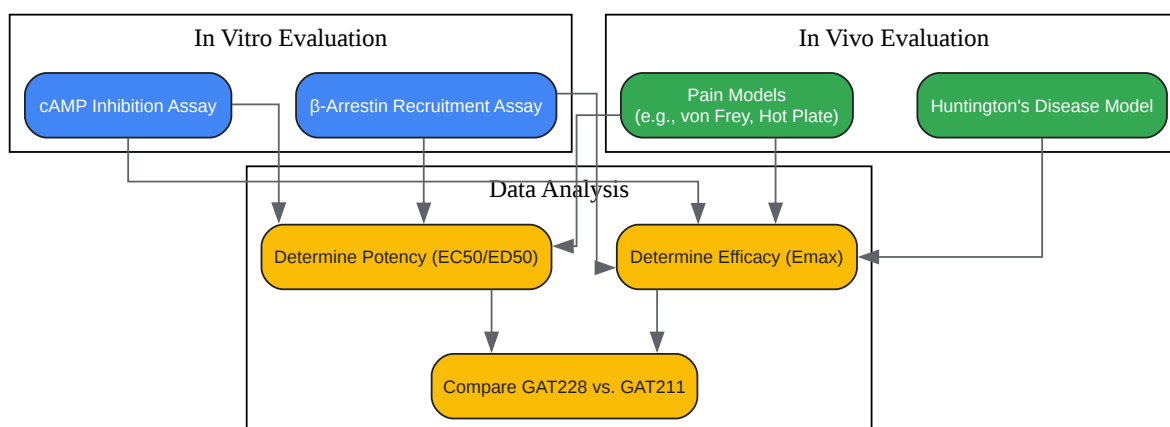 In Vitro Evaluation
In Vivo Evaluation
cAMP Inhibition Assay
β-Arrestin Recruitment Assay
Pain Models
(e.g., von Frey, Hot Plate)
Huntington's Disease Model
Data Analysis
Determine Potency (EC50/ED50)
Determine Efficacy (Emax)
Compare GAT228 vs. GAT211